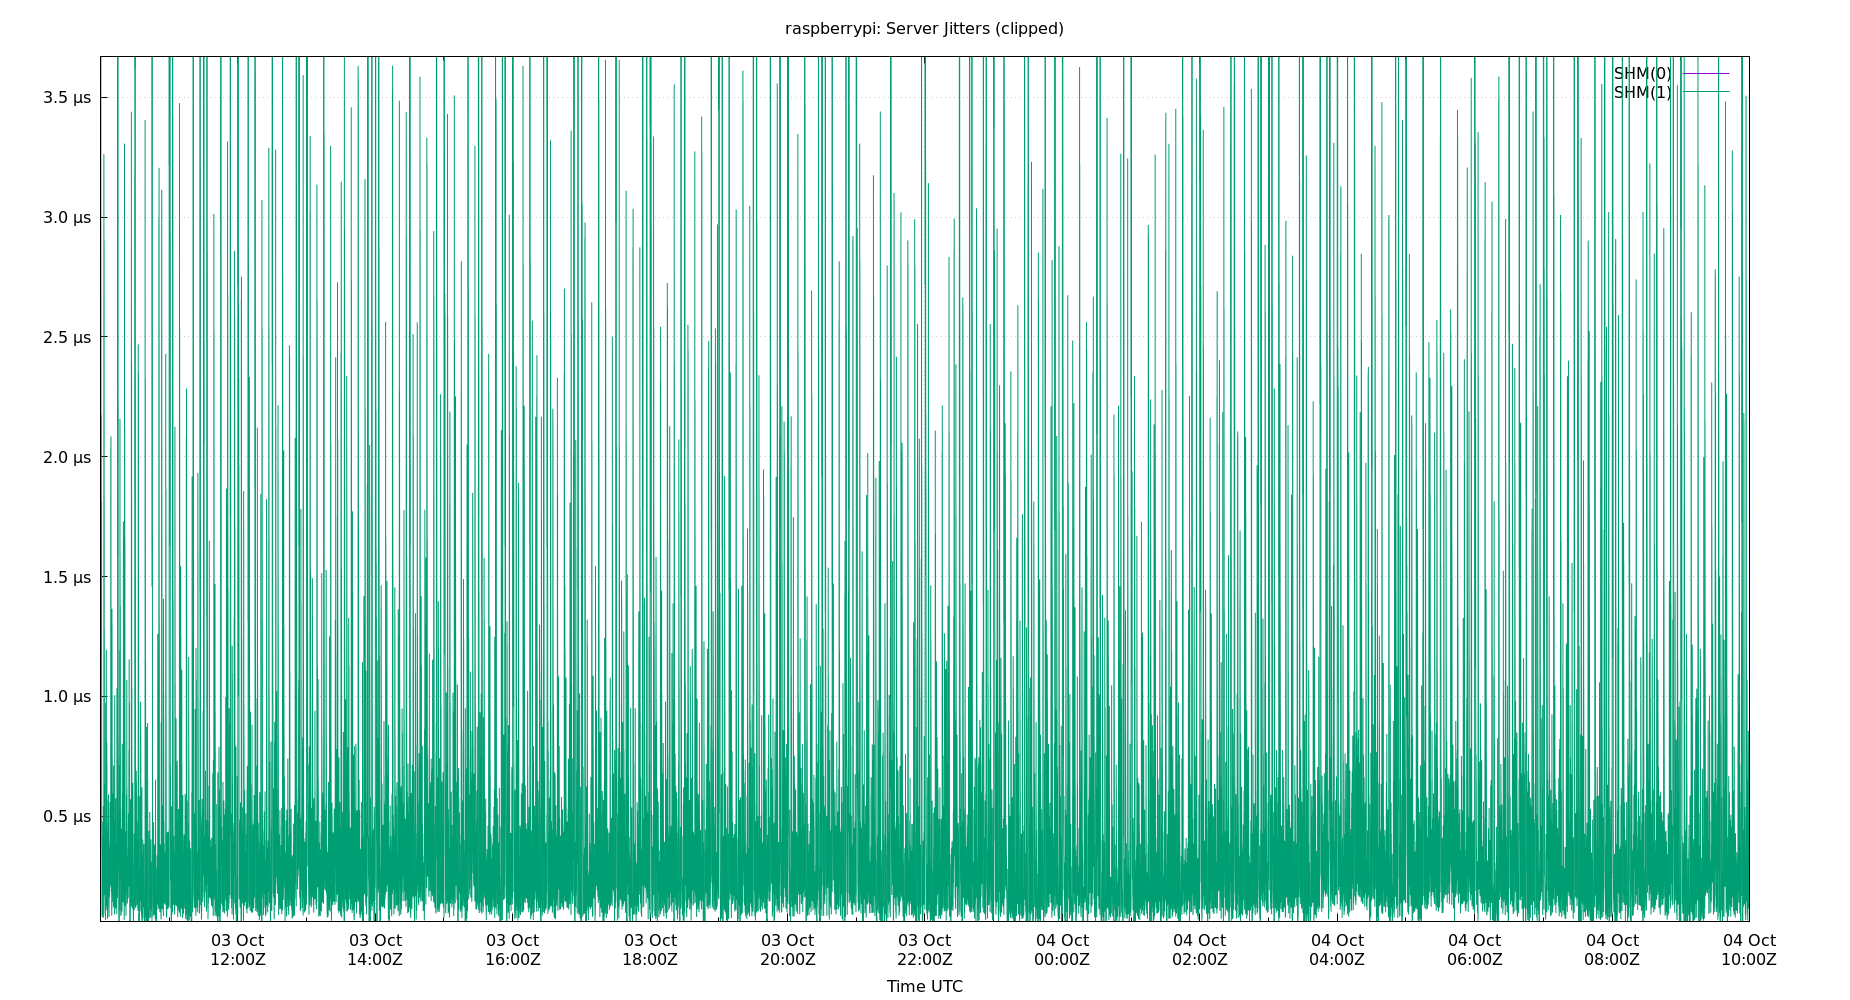 raspberrypi: Server Jitters (clipped)
SHM(0)
SHM(1)
3.5 µs
3.0 µs
2.5 µs
2.0 µs
1.5 µs
1.0 µs
0.5 µs
03 Oct 03 Oct 03 Oct 03 Oct 03 Oct 03 Oct 04 Oct 04 Oct 04 Oct 04 Oct 04 Oct 04 Oct
12:00Z 14:00Z 16:00Z 18:00Z 20:00Z 22:00Z 00:00Z 02:00Z 04:00Z 06:00Z 08:00Z 10:00Z
Time UTC